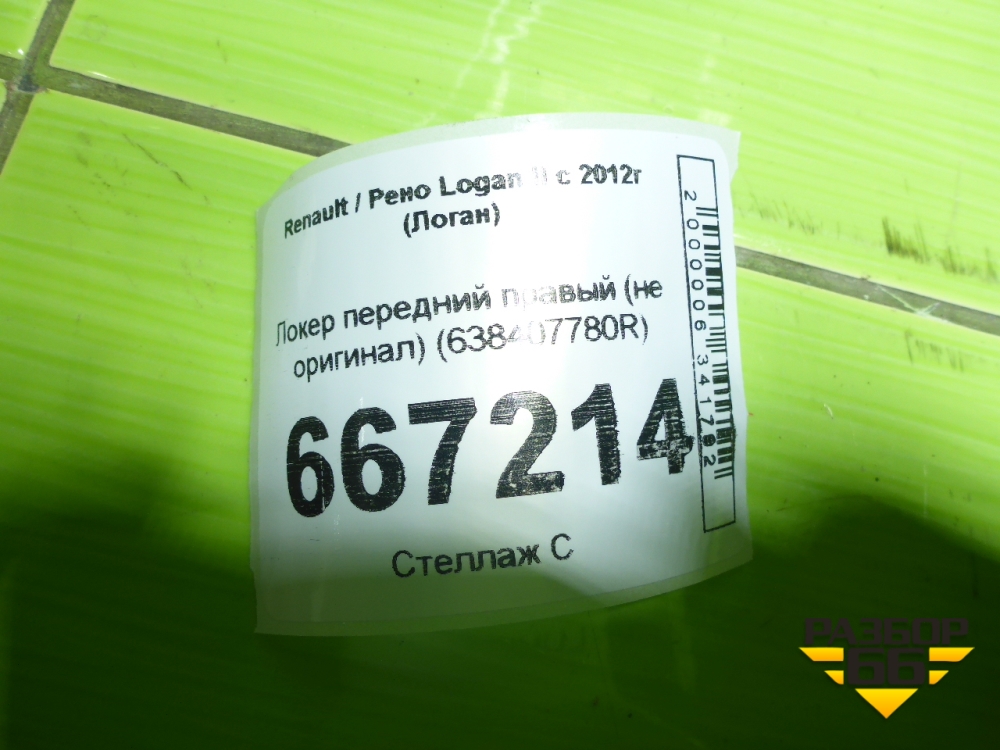 Renault / Рено Logan II с 2012г
(Логан)
Локер передний правый (не
оригинал) (638407780R)
667214
Стеллаж С
2000006341792
РАЗБОР
66